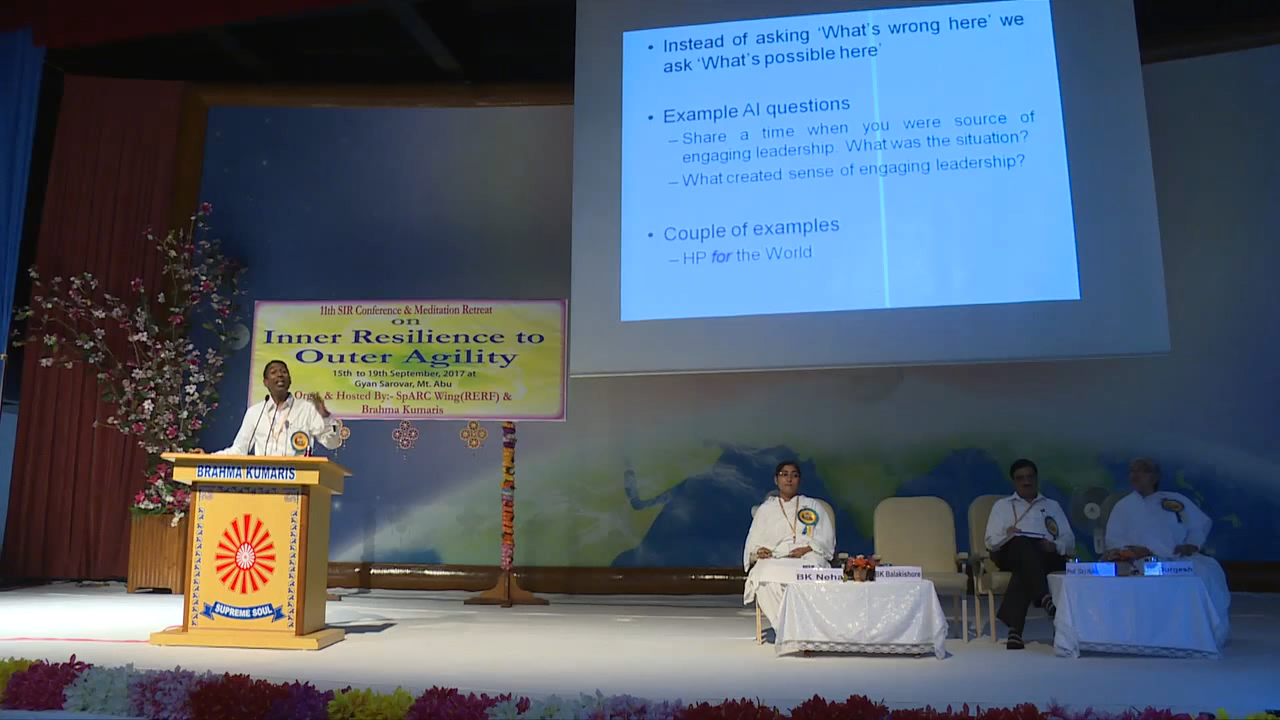 • Instead of asking ‘What’s wrong here’ we
ask ‘What’s possible here’
• Example AI questions
– Share a time when you were source of
engaging leadership. What was the situation?
– What created sense of engaging leadership?
• Couple of examples
– HP for the World
11th SIR Conference & Meditation Retreat
on
Inner Resilience to
Outer Agility
15th to 19th September, 2017 at
Gyan Sarovar, Mt. Abu
Orgd. & Hosted By:- SpARC Wing(RERF) &
Brahma Kumaris
BRAHMA KUMARIS
SUPREME SOUL
BK Neha
BK Balakishore